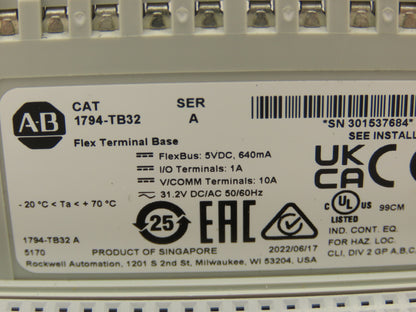 A-B
CAT SER
1794-TB32 A
*SN 301537684*
SEE INSTALL
Flex Terminal Base
FlexBus: 5VDC, 640mA
I/O Terminals: 1A
V/COMM Terminals: 10A
31.2V DC/AC 50/60Hz
UK
CA
CE
-20 °C < Ta < +70 °C
25
EAC
C UL US
LISTED
99CM
1794-TB32 A
5170
PRODUCT OF SINGAPORE
2022/06/17
IND. CONT. EQ.
FOR HAZ. LOC.
CLI, DIV 2 GP A,B,C,
Rockwell Automation, 1201 S 2nd St, Milwaukee, WI 53204, USA